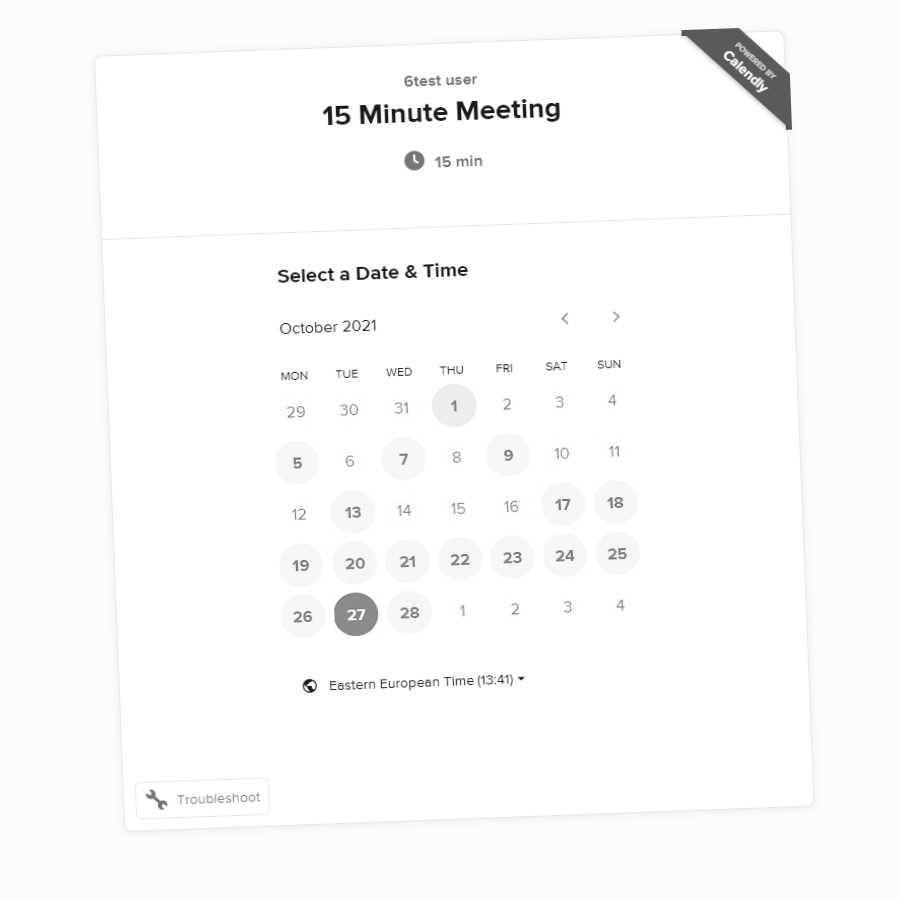 POWERED BY
Calendly
6test user
15 Minute Meeting
15 min
Select a Date & Time
October 2021
MON TUE WED THU FRI SAT SUN
29 30 31 1 2 3 4
5 6 7 8 9 10 11
12 13 14 15 16 17 18
19 20 21 22 23 24 25
26 27 28 1 2 3 4
Eastern European Time (13:41)
Troubleshoot